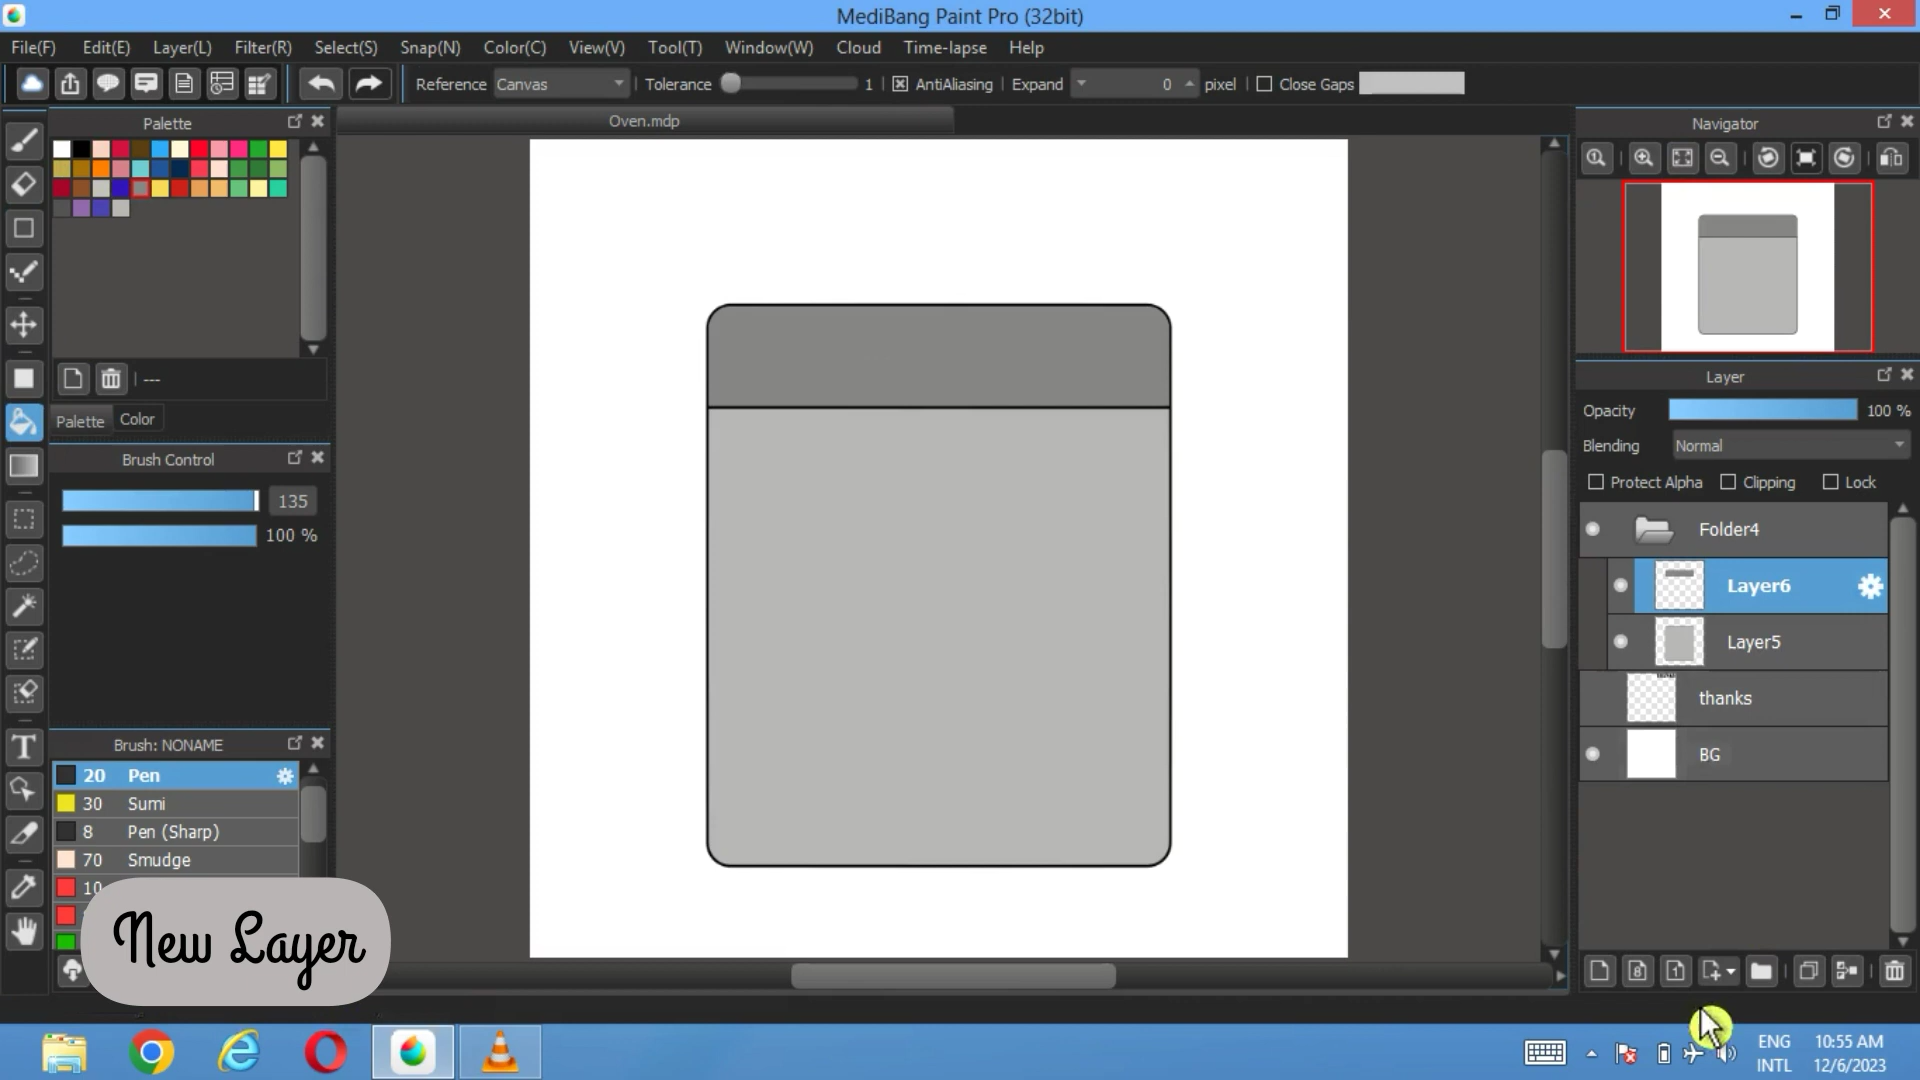 MediBang Paint Pro (32bit)
File(F) Edit(E) Layer(L) Filter(R) Select(S) Snap(N) Color(C) View(V) Tool(T) Window(W) Cloud Time-lapse Help
Reference Canvas Tolerance 1 AntiAliasing Expand 0 pixel Close Gaps
Palette
Oven.mdp
Navigator
---
Palette Color
Brush Control
135
100 %
Brush: NONAME
20 Pen
30 Sumi
8 Pen (Sharp)
70 Smudge
10
New Layer
Layer
Opacity 100 %
Blending Normal
Protect Alpha Clipping Lock
Folder4
Layer6
Layer5
thanks
BG
ENG
INTL
10:55 AM
12/6/2023